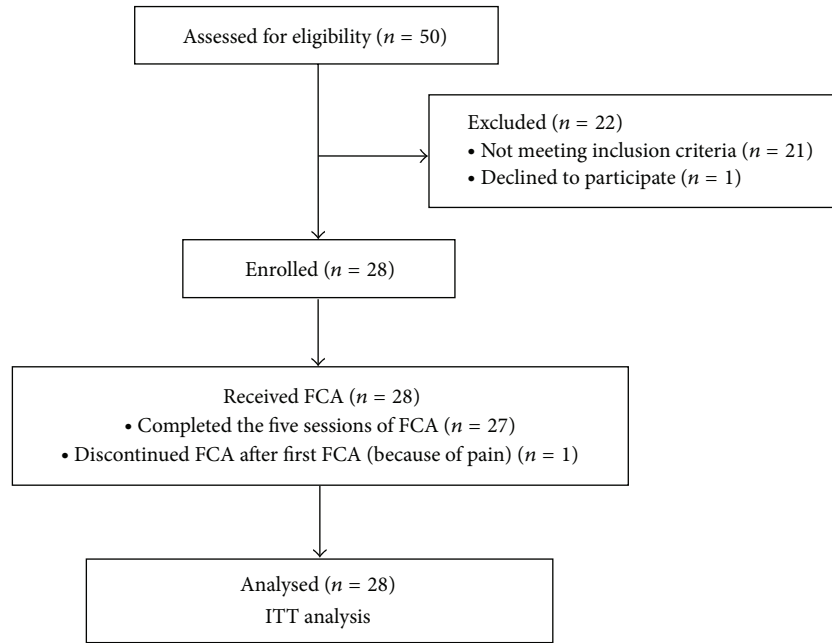 Assessed for eligibility (n = 50)
Excluded (n = 22)
• Not meeting inclusion criteria (n = 21)
• Declined to participate (n = 1)
Enrolled (n = 28)
Received FCA (n = 28)
• Completed the five sessions of FCA (n = 27)
• Discontinued FCA after first FCA (because of pain) (n = 1)
Analysed (n = 28)
ITT analysis